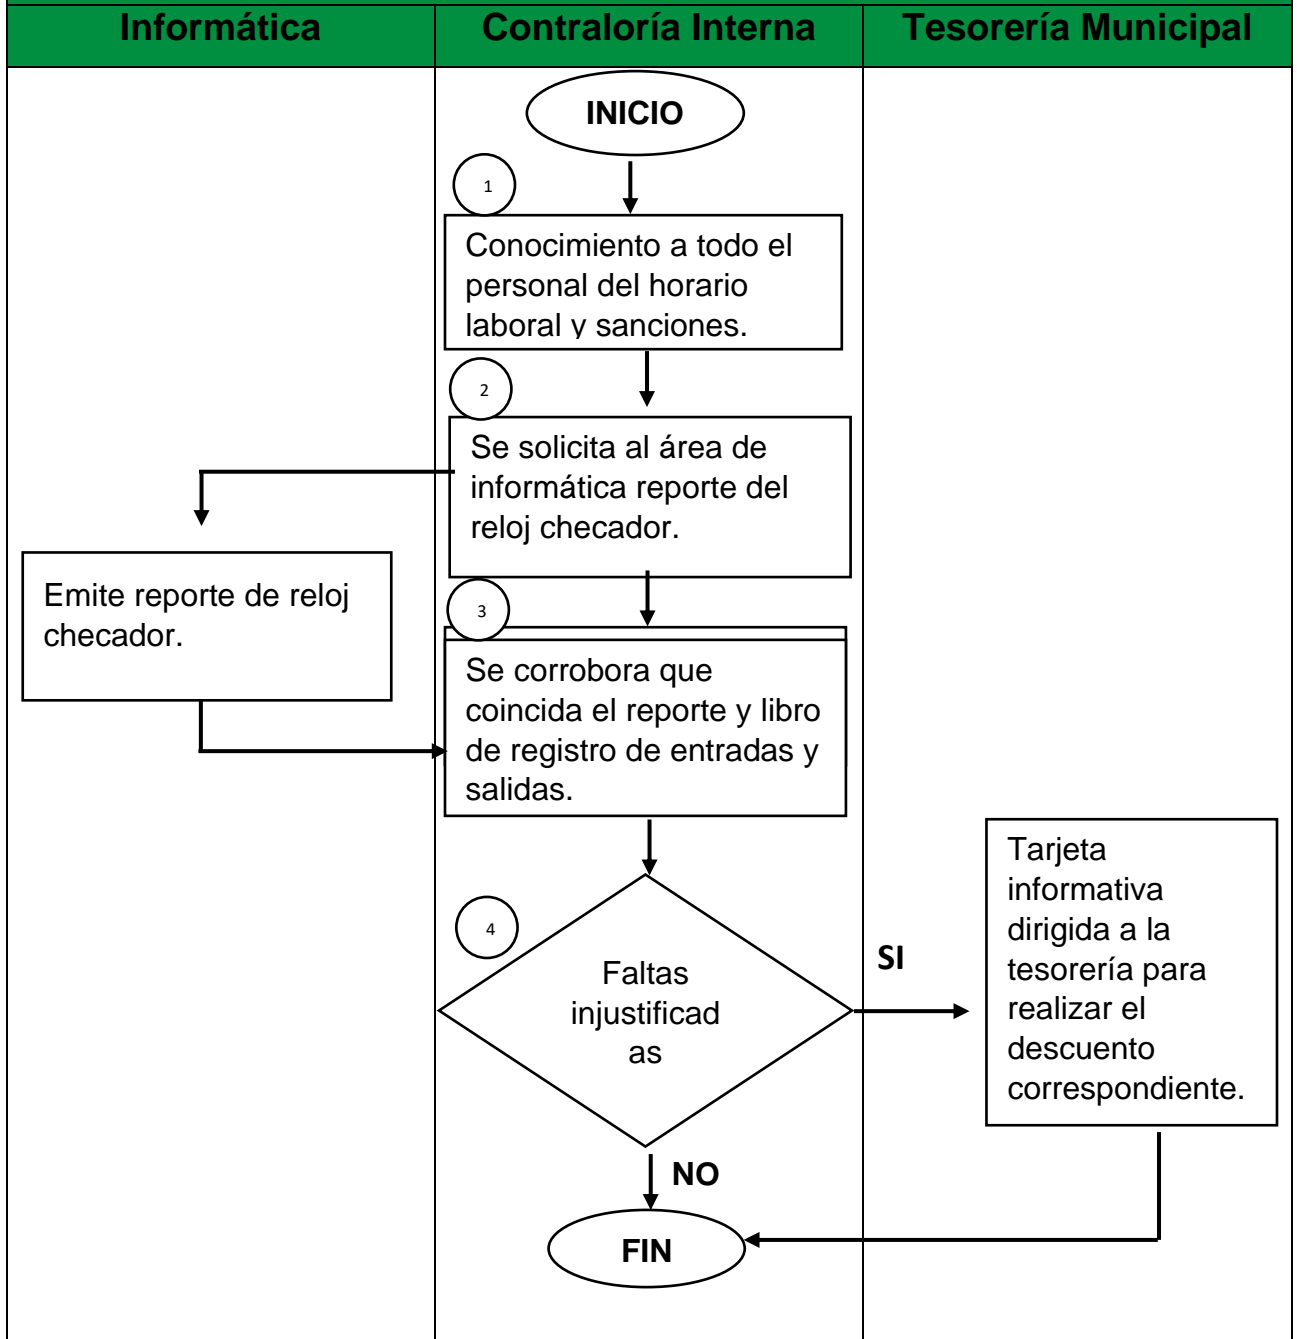 Informática
Contraloría Interna
Tesorería Municipal
INICIO
1
Conocimiento a todo el
personal del horario
laboral y sanciones.
2
Se solicita al área de
informática reporte del
reloj checador.
Emite reporte de reloj
checador.
3
Se corrobora que
coincida el reporte y libro
de registro de entradas y
salidas.
4
Faltas
injustificad
as
SI
Tarjeta
informativa
dirigida a la
tesorería para
realizar el
descuento
correspondiente.
NO
FIN